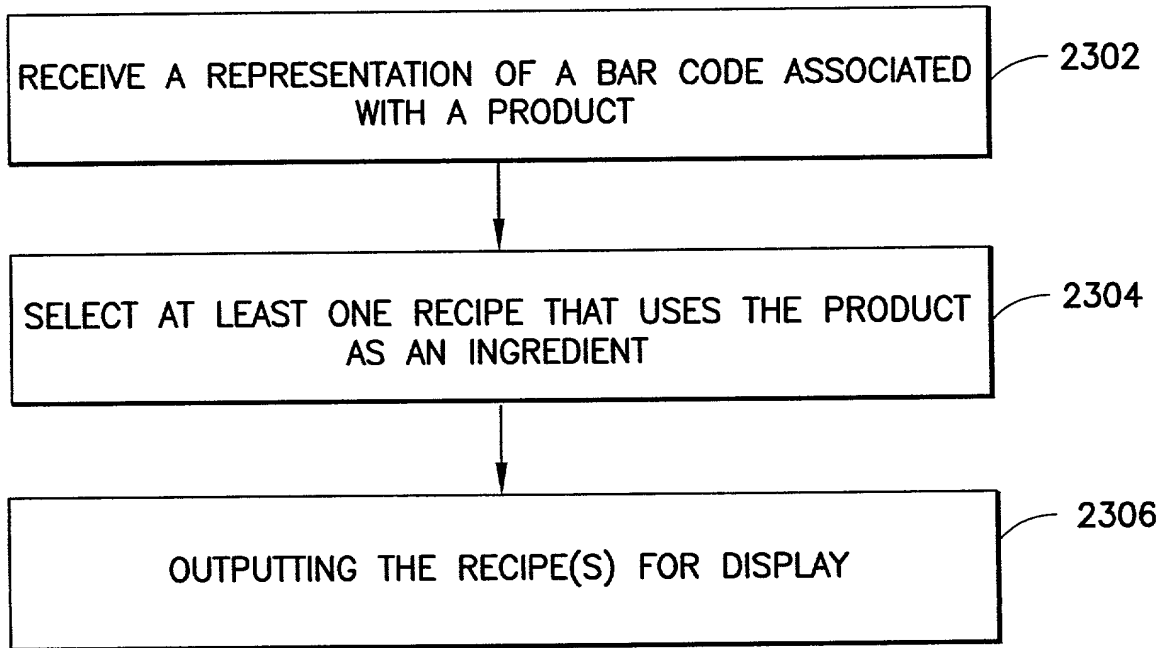 RECEIVE A REPRESENTATION OF A BAR CODE ASSOCIATED
WITH A PRODUCT
2302
SELECT AT LEAST ONE RECIPE THAT USES THE PRODUCT
AS AN INGREDIENT
2304
OUTPUTTING THE RECIPE(S) FOR DISPLAY
2306